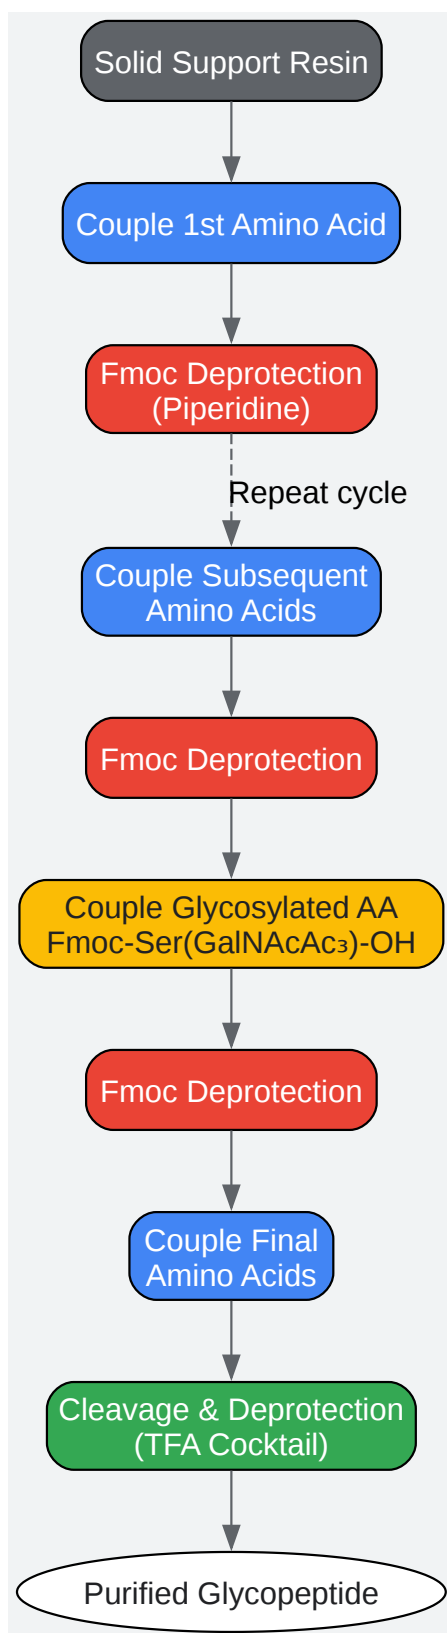 Solid Support Resin
Couple 1st Amino Acid
Fmoc Deprotection
(Piperidine)
Repeat cycle
Couple Subsequent
Amino Acids
Fmoc Deprotection
Couple Glycosylated AA
Fmoc-Ser(GalNAcAc₃)-OH
Fmoc Deprotection
Couple Final
Amino Acids
Cleavage & Deprotection
(TFA Cocktail)
Purified Glycopeptide